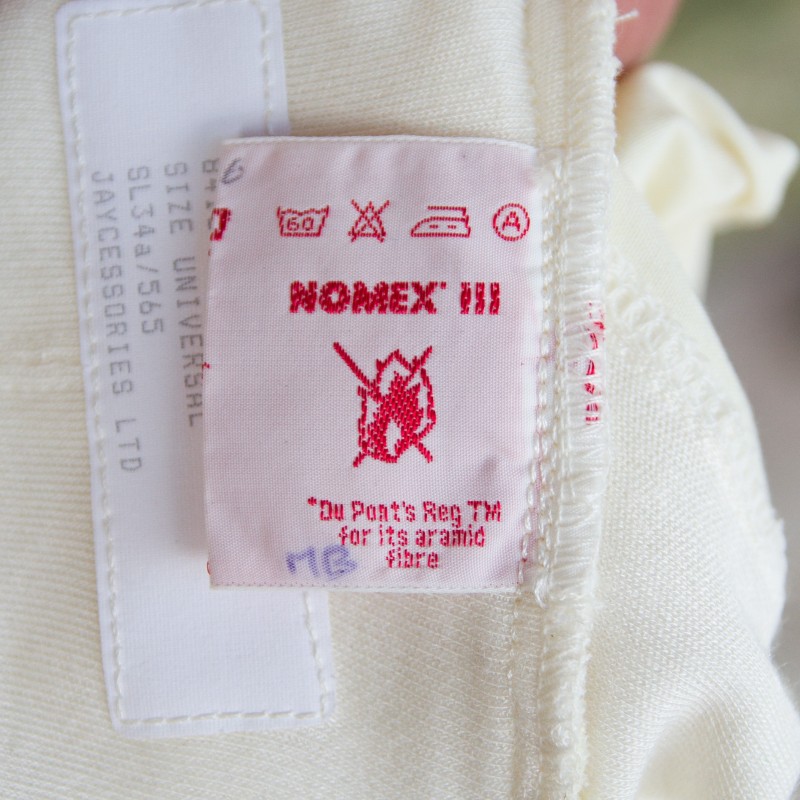 60
A
NOMEX* III
*Du Pont's Reg TM
for its aramid
fibre
MB
SIZE UNIVERSAL
SL34a/565
JAYCESSORIES LTD